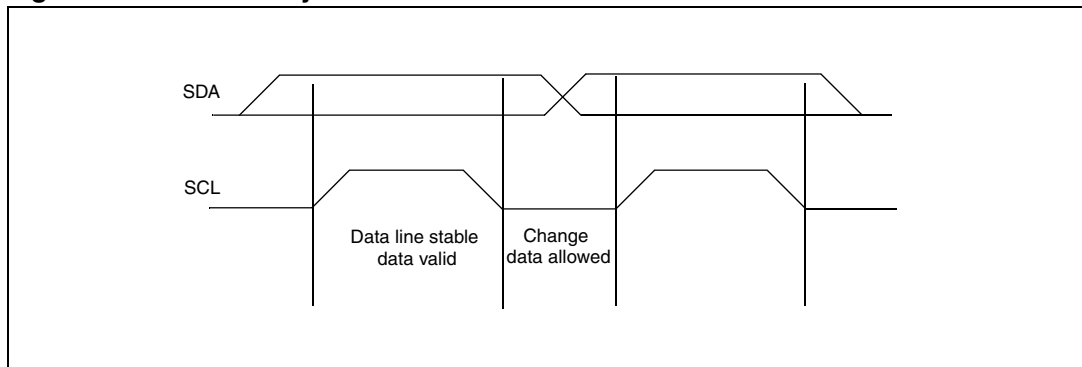 SDA
SCL
Data line stable
data valid
Change
data allowed